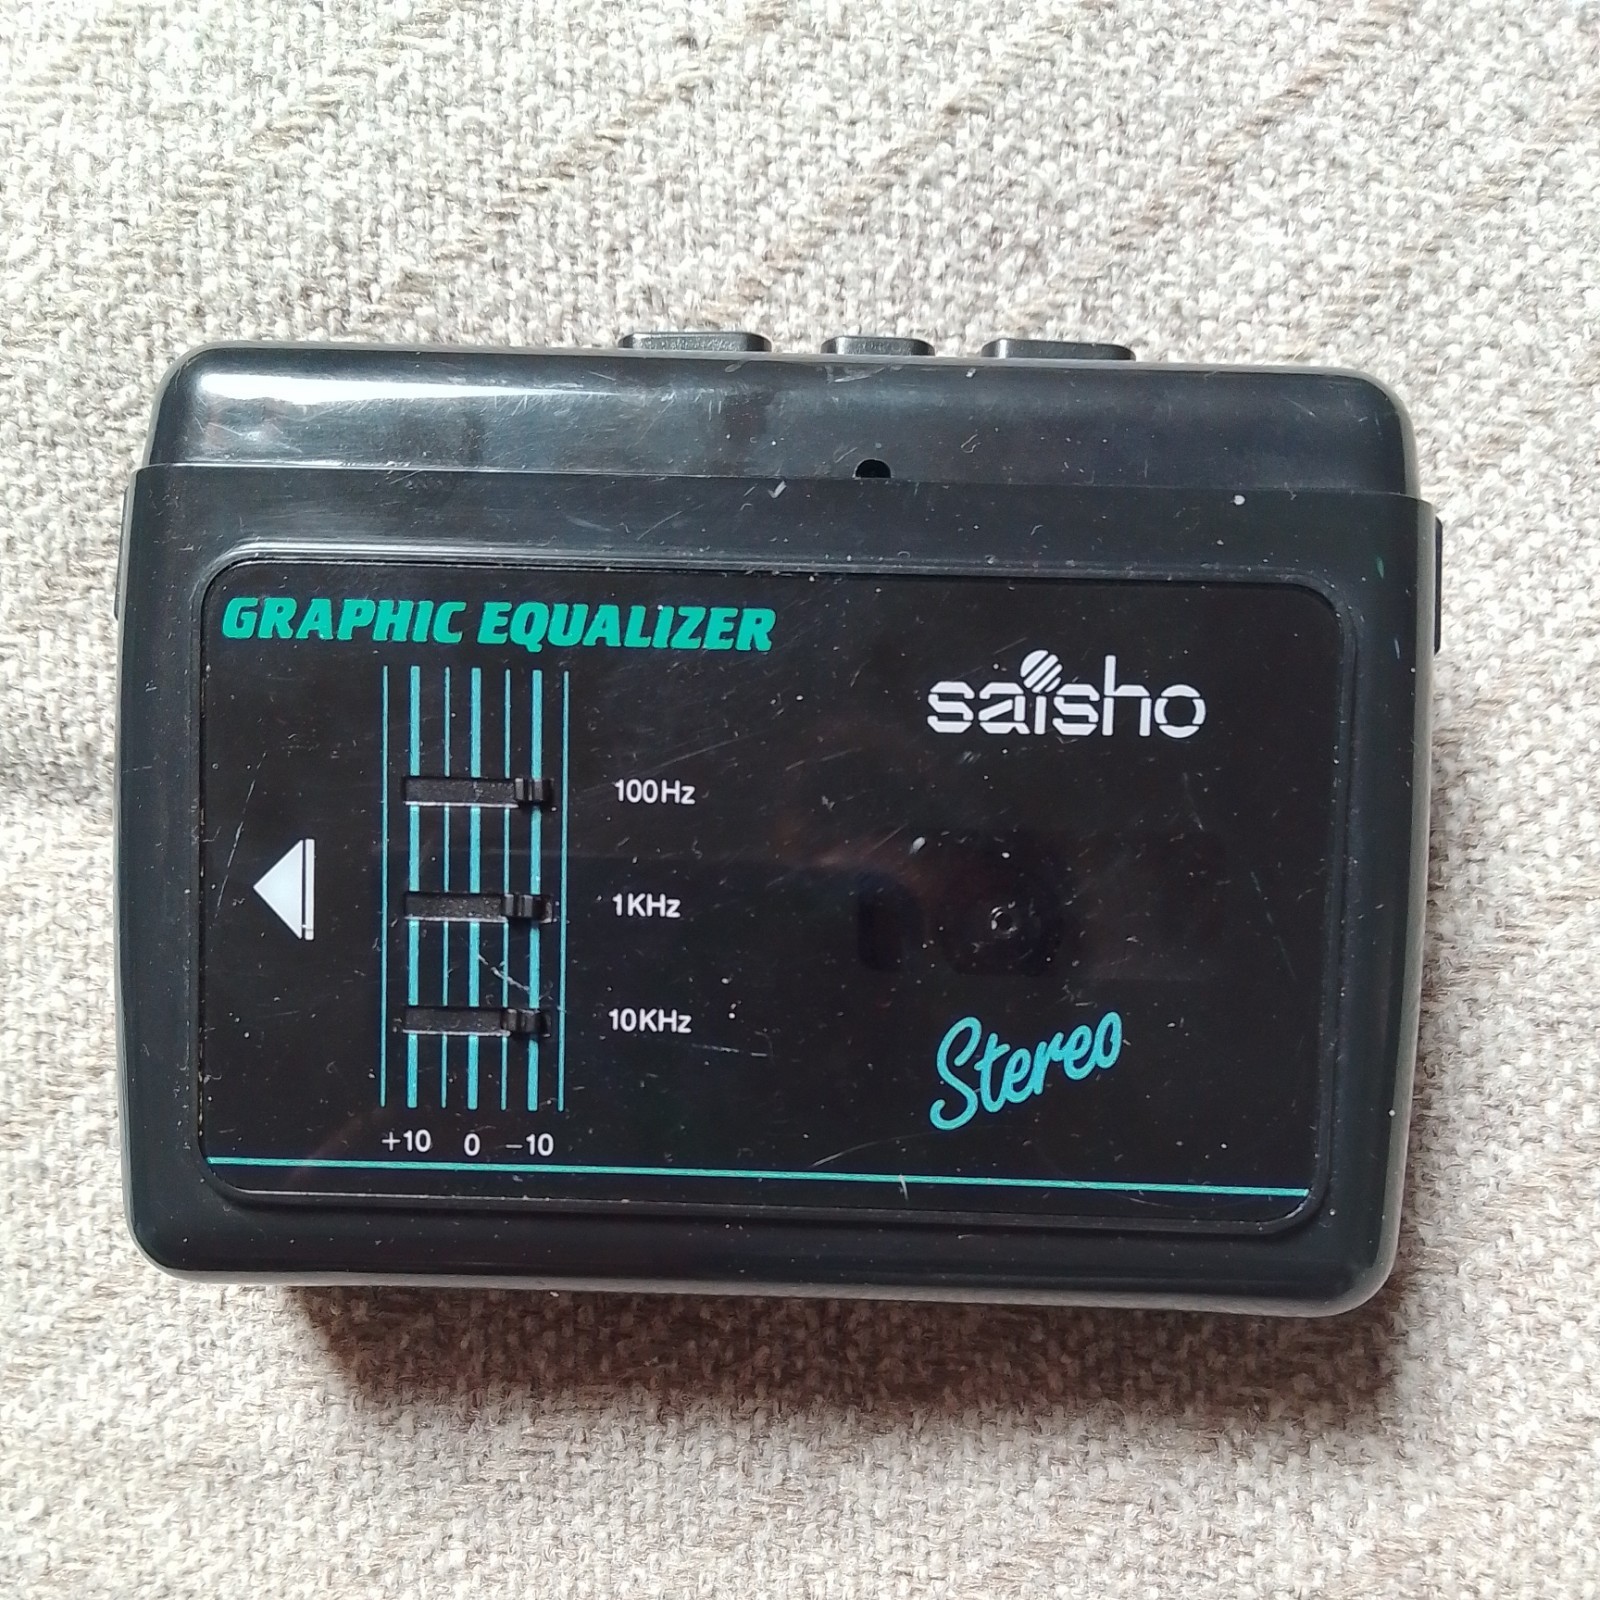 GRAPHIC EQUALIZER
saisho
100Hz
1KHz
10KHz
Stereo
+10 0 -10